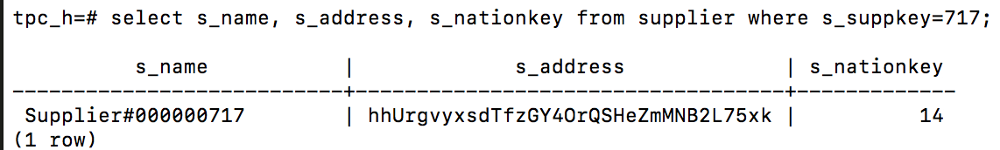 tpc_h=# select s_name, s_address, s_nationkey from supplier where s_suppkey=717;
s_name | s_address | s_nationkey
---------------------------+-----------------------------------+-------------
Supplier#000000717 | hhUrgvyxsdTfzGY4OrQSHeZmMNB2L75xk | 14
(1 row)